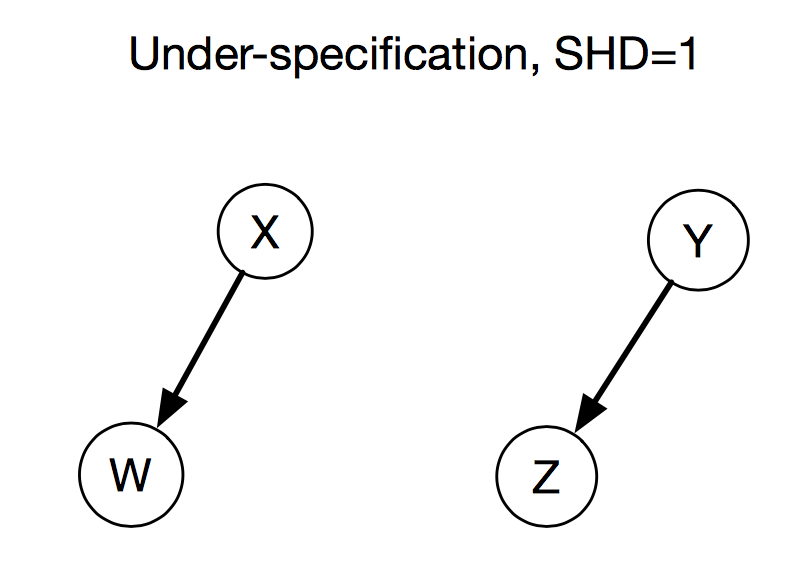 Under-specification, SHD=1
X
Y
W
Z